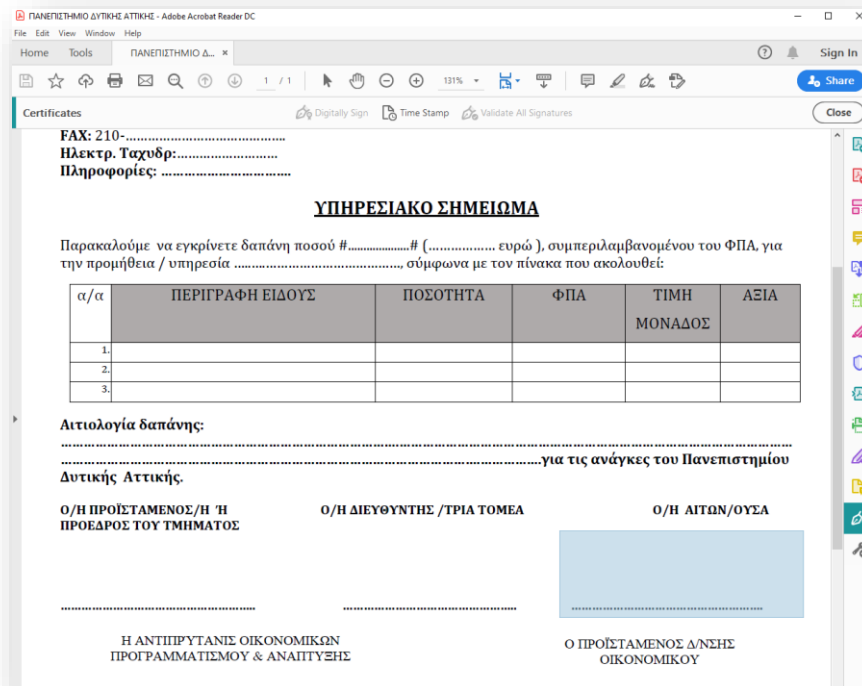 ΠΑΝΕΠΙΣΤΗΜΙΟ ΔΥΤΙΚΗΣ ΑΤΤΙΚΗΣ - Adobe Acrobat Reader DC
File Edit View Window Help
Home Tools ΠΑΝΕΠΙΣΤΗΜΙΟ Δ... × Sign In
1 / 1 131% Share
Certificates Digitally Sign Time Stamp Validate All Signatures Close
FAX: 210-……………………………………
Ηλεκτρ. Ταχυδρ:………………………
Πληροφορίες: …………………………….
ΥΠΗΡΕΣΙΑΚΟ ΣΗΜΕΙΩΜΑ
Παρακαλούμε να εγκρίνετε δαπάνη ποσού #.....................# (……………… ευρώ ), συμπεριλαμβανομένου του ΦΠΑ, για
την προμήθεια / υπηρεσία ……………………………………..., σύμφωνα με τον πίνακα που ακολουθεί:
α/α ΠΕΡΙΓΡΑΦΗ ΕΙΔΟΥΣ ΠΟΣΟΤΗΤΑ ΦΠΑ ΤΙΜΗ ΑΞΙΑ
ΜΟΝΑΔΟΣ
1.
2.
3.
Αιτιολογία δαπάνης:
………………………………………………………………………………………………………………………………………………………………
………………………………………………………………………………………………………….για τις ανάγκες του Πανεπιστημίου
Δυτικής Αττικής.
Ο/Η ΠΡΟΪΣΤΑΜΕΝΟΣ/Η Ή Ο/Η ΔΙΕΥΘΥΝΤΗΣ /ΤΡΙΑ ΤΟΜΕΑ Ο/Η ΑΙΤΩΝ/ΟΥΣΑ
ΠΡΟΕΔΡΟΣ ΤΟΥ ΤΜΗΜΑΤΟΣ
…………………………………………... ……………………………………... …………………………………………..
Η ΑΝΤΙΠΡΥΤΑΝΙΣ ΟΙΚΟΝΟΜΙΚΩΝ Ο ΠΡΟΪΣΤΑΜΕΝΟΣ Δ/ΝΣΗΣ
ΠΡΟΓΡΑΜΜΑΤΙΣΜΟΥ & ΑΝΑΠΤΥΞΗΣ ΟΙΚΟΝΟΜΙΚΟΥ